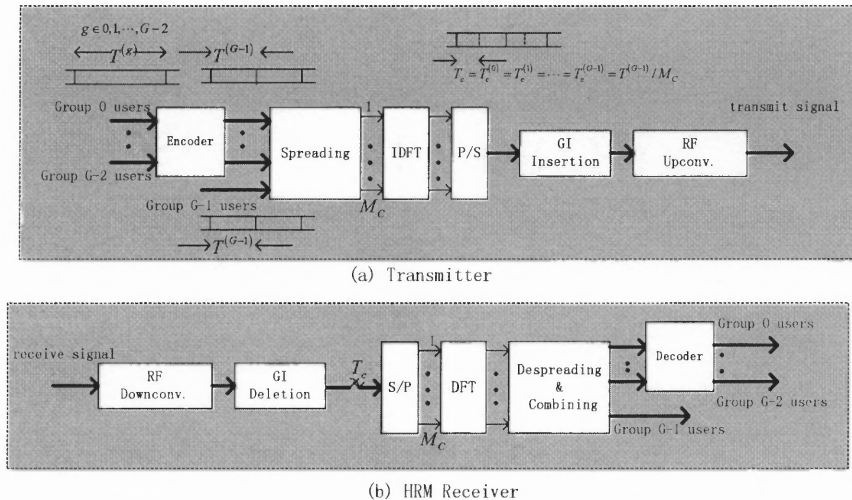 g ∈ 0, 1, ⋯, G−2
T^(g)
T^(G−1)
T_c = T_c^(0) = T_c^(1) = ⋯ = T_c^(G−1) = T^(G−1) / M_C
Group 0 users
Group G-2 users
Encoder
Spreading
1
M_C
IDFT
P/S
GI
Insertion
RF
Upconv.
transmit signal
Group G-1 users
T^(G−1)
(a) Transmitter
receive signal
RF
Downconv.
GI
Deletion
T_c
S/P
1
M_C
DFT
Despreading
&
Combining
Decoder
Group 0 users
Group G-2 users
Group G-1 users
(b) HRM Receiver